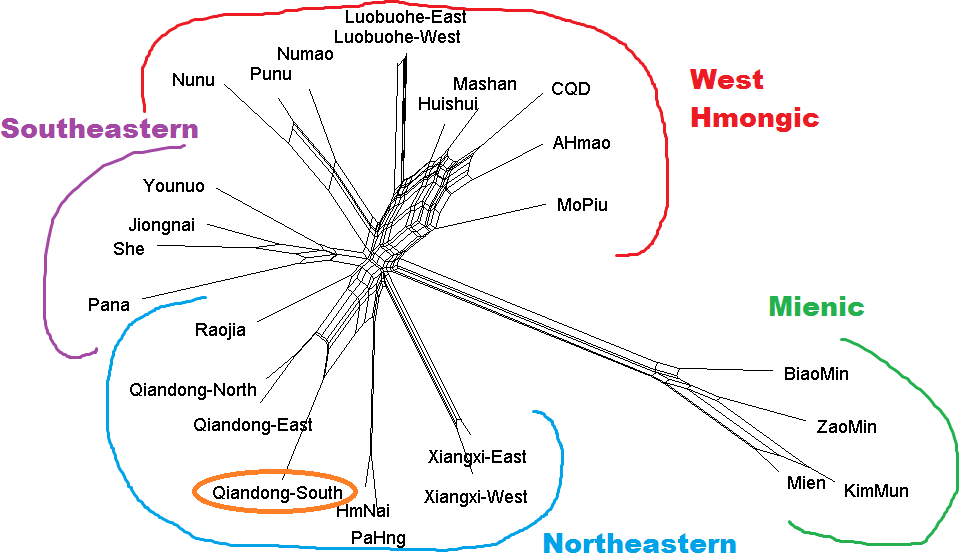 Luobuohe-East
Luobuohe-West
Numao
Punu
Nunu
Mashan
Huishui
CQD
West
Hmongic
Southeastern
AHmao
Younuo
MoPiu
Jiongnai
She
Pana
Raojia
Mienic
Qiandong-North
BiaoMin
Qiandong-East
ZaoMin
Xiangxi-East
Mien
KimMun
Qiandong-South
Xiangxi-West
HmNai
PaHng
Northeastern